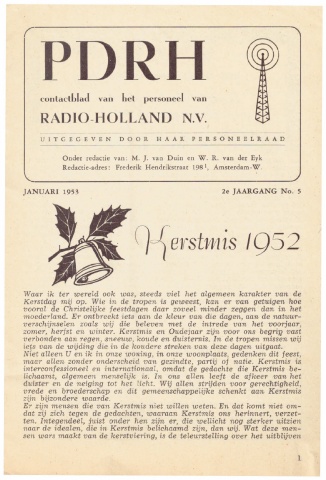 PDRH
contactblad van het personeel van
RADIO-HOLLAND N.V.
UITGEGEVEN DOOR HAAR PERSONEELRAAD
Onder redactie van: M. J. van Duin en W. R. van der Eyk
Redactie-adres: Frederik Hendrikstraat 198¹, Amsterdam-W.
JANUARI 1953 2e JAARGANG No. 5
Kerstmis 1952
Waar ik ter wereld ook was, steeds viel het algemeen karakter van de
Kerstdag mij op. Wie in de tropen is geweest, kan er van getuigen hoe
vooral de Christelijke feestdagen daar zoveel minder zeggen dan in het
moederland. Er ontbreekt iets aan de kleur van die dagen, aan de natuur-
verschijnselen zoals wij die beleven met de intrede van het voorjaar,
zomer, herfst en winter. Kerstmis en Oudejaar zijn voor ons begrip vast
verbonden aan regen, sneeuw, koude en duisternis. In de tropen missen wij
iets van de wijding die in de kondere streken van deze dagen uitgaat.
Niet alleen U en ik in onze woning, in onze woonplaats, gedenken dit feest,
maar allen zonder onderscheid van gezindte, partij of natie. Kerstmis is
interconfessioneel en internationaal, omdat de gedachte die Kerstmis be-
lichaamt, algemeen menselijk is. In ons allen leeft de afkeer van het
duister en de neiging tot het licht. Wij allen strijden voor gerechtigheid,
vrede en broederschap en dit gemeenschappelijke schenkt aan Kerstmis
zijn bijzondere waarde.
Er zijn mensen die van Kerstmis niet willen weten. En dat komt niet om-
dat zij zich tegen de gedachten, waaraan Kerstmis ons herinnert, verzet-
ten. Integendeel, juist onder hen zijn er, die wellicht nog sterker uitzien
naar de idealen, die in Kerstmis belichaamd zijn, dan wij. Wat deze men-
sen wars maakt van de kerstviering, is de teleurstelling over het uitblijven
1